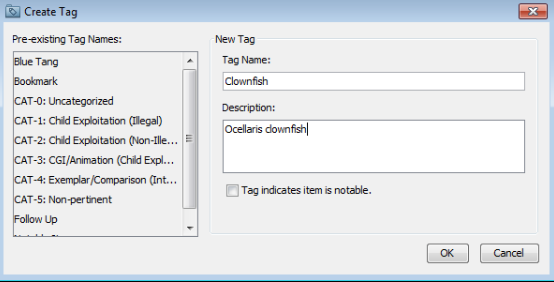 Create Tag
Pre-existing Tag Names:
Blue Tang
Bookmark
CAT-0: Uncategorized
CAT-1: Child Exploitation (Illegal)
CAT-2: Child Exploitation (Non-Ille...
CAT-3: CGI/Animation (Child Expl...
CAT-4: Exemplar/Comparison (Int...
CAT-5: Non-pertinent
Follow Up
New Tag
Tag Name:
Clownfish
Description:
Ocellaris clownfish
Tag indicates item is notable.
OK
Cancel